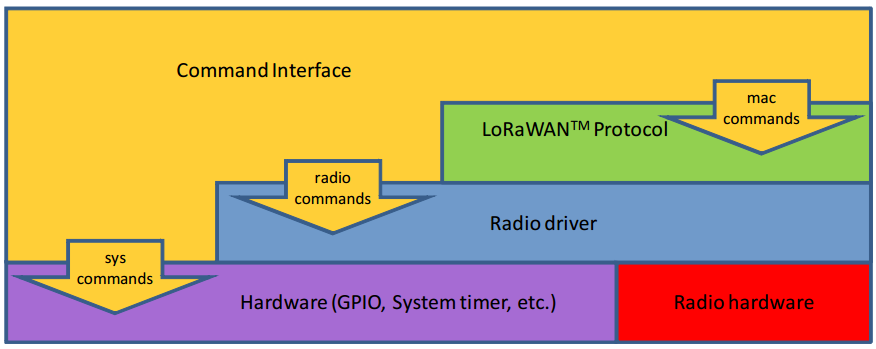 Command Interface
mac
commands
LoRaWAN™ Protocol
radio
commands
Radio driver
sys
commands
Hardware (GPIO, System timer, etc.)
Radio hardware